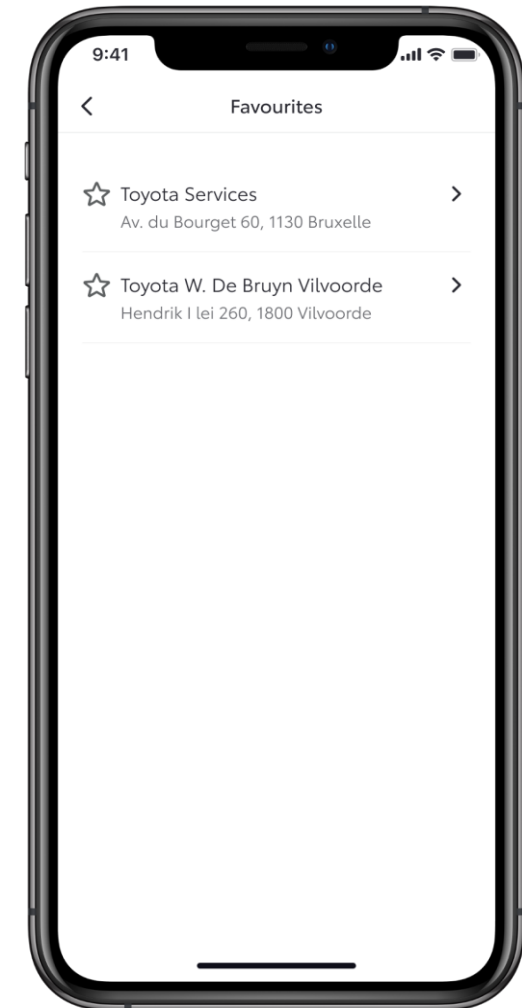 9:41
Favourites
Toyota Services
Av. du Bourget 60, 1130 Bruxelle
Toyota W. De Bruyn Vilvoorde
Hendrik I lei 260, 1800 Vilvoorde